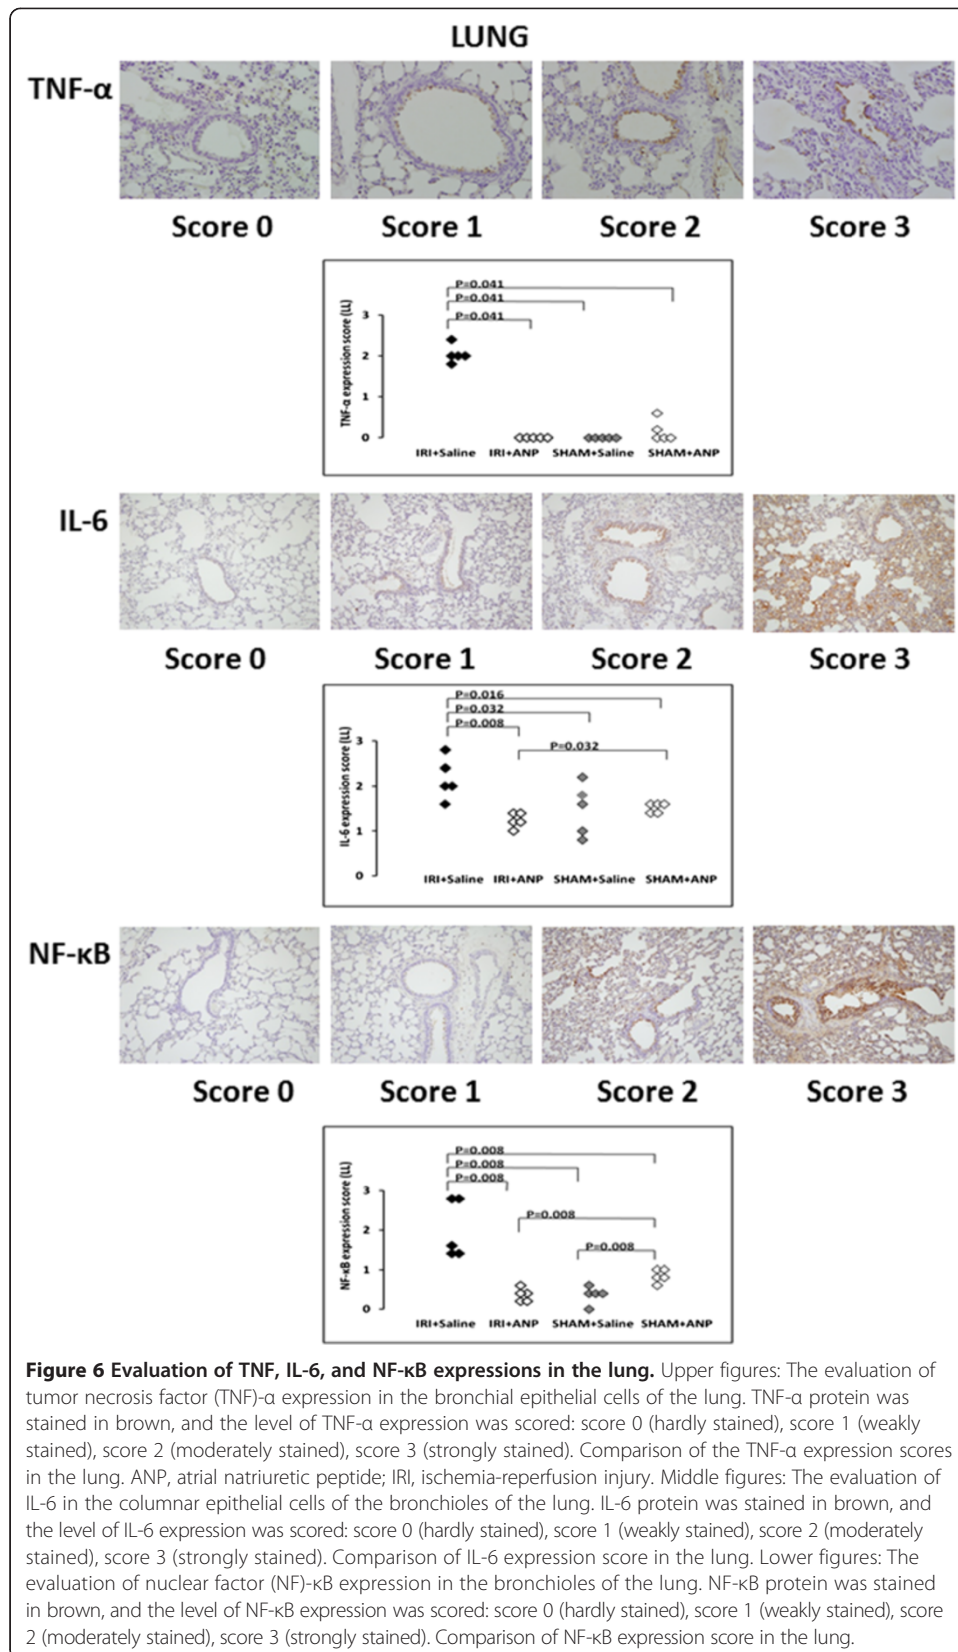 LUNG
TNF-α
Score 0 Score 1 Score 2 Score 3
P=0.041
P=0.041
P=0.041
TNF-α expression score (LL)
3
2
1
0
IRI+Saline IRI+ANP SHAM+Saline SHAM+ANP
IL-6
Score 0 Score 1 Score 2 Score 3
P=0.016
P=0.032
P=0.008
P=0.032
IL-6 expression score (LL)
3
2
1
0
IRI+Saline IRI+ANP SHAM+Saline SHAM+ANP
NF-κB
Score 0 Score 1 Score 2 Score 3
P=0.008
P=0.008
P=0.008
P=0.008
P=0.008
NF-κB expression score (LL)
3
2
1
0
IRI+Saline IRI+ANP SHAM+Saline SHAM+ANP
Figure 6 Evaluation of TNF, IL-6, and NF-κB expressions in the lung. Upper figures: The evaluation of
tumor necrosis factor (TNF)-α expression in the bronchial epithelial cells of the lung. TNF-α protein was
stained in brown, and the level of TNF-α expression was scored: score 0 (hardly stained), score 1 (weakly
stained), score 2 (moderately stained), score 3 (strongly stained). Comparison of the TNF-α expression scores
in the lung. ANP, atrial natriuretic peptide; IRI, ischemia-reperfusion injury. Middle figures: The evaluation of
IL-6 in the columnar epithelial cells of the bronchioles of the lung. IL-6 protein was stained in brown, and
the level of IL-6 expression was scored: score 0 (hardly stained), score 1 (weakly stained), score 2 (moderately
stained), score 3 (strongly stained). Comparison of IL-6 expression score in the lung. Lower figures: The
evaluation of nuclear factor (NF)-κB expression in the bronchioles of the lung. NF-κB protein was stained
in brown, and the level of NF-κB expression was scored: score 0 (hardly stained), score 1 (weakly stained), score
2 (moderately stained), score 3 (strongly stained). Comparison of NF-κB expression score in the lung.